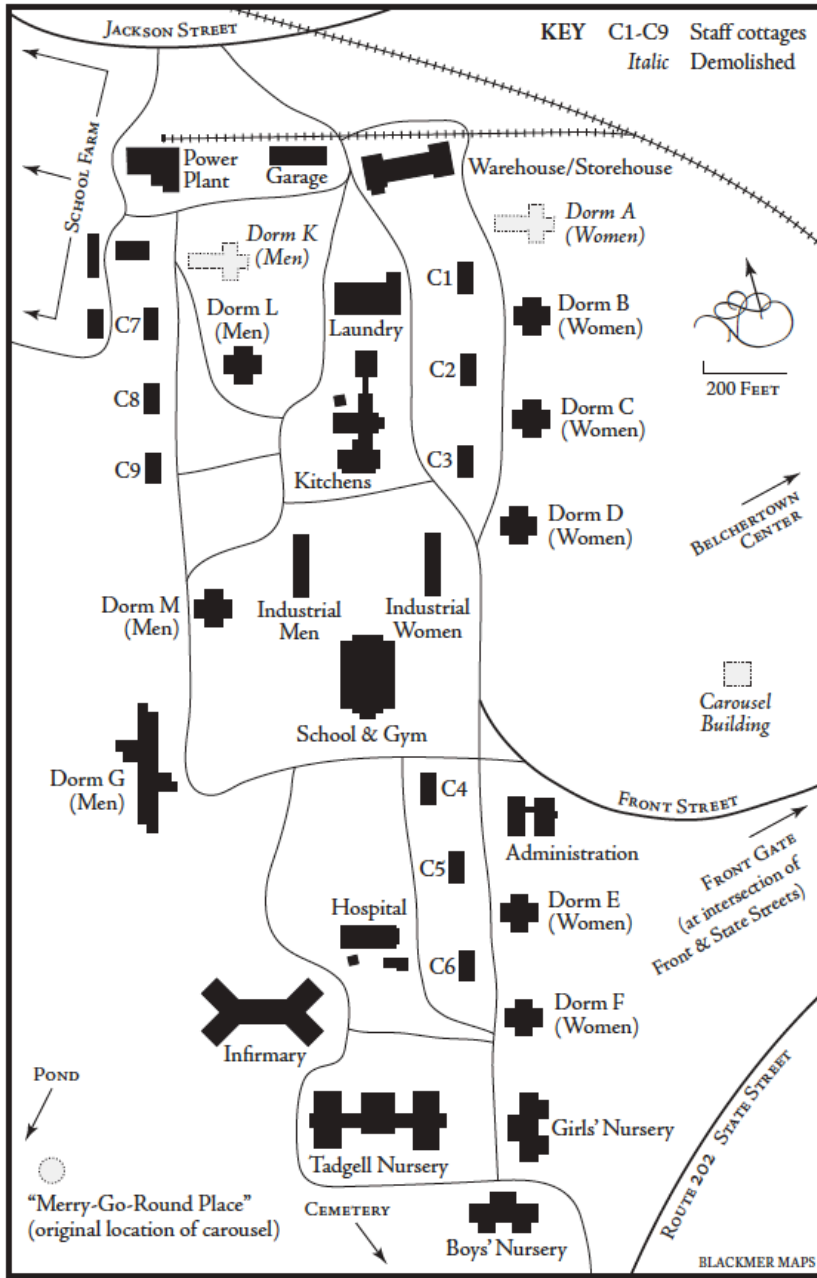 JACKSON STREET
KEY C1-C9 Staff cottages
Italic Demolished
SCHOOL FARM
Power
Plant
Garage
Warehouse/Storehouse
Dorm K
(Men)
Dorm A
(Women)
C1
Dorm L
(Men)
Laundry
Dorm B
(Women)
C7
C2
200 FEET
C8
Dorm C
(Women)
C9
C3
Kitchens
BELCHERTOWN
CENTER
Dorm D
(Women)
Dorm M
(Men)
Industrial
Men
Industrial
Women
School & Gym
Carousel
Building
Dorm G
(Men)
C4
FRONT STREET
Administration
C5
FRONT GATE
(at intersection of
Front & State Streets)
Hospital
Dorm E
(Women)
C6
Dorm F
(Women)
Infirmary
POND
Girls' Nursery
Tadgell Nursery
ROUTE 202 STATE STREET
"Merry-Go-Round Place"
(original location of carousel)
CEMETERY
Boys' Nursery
BLACKMER MAPS